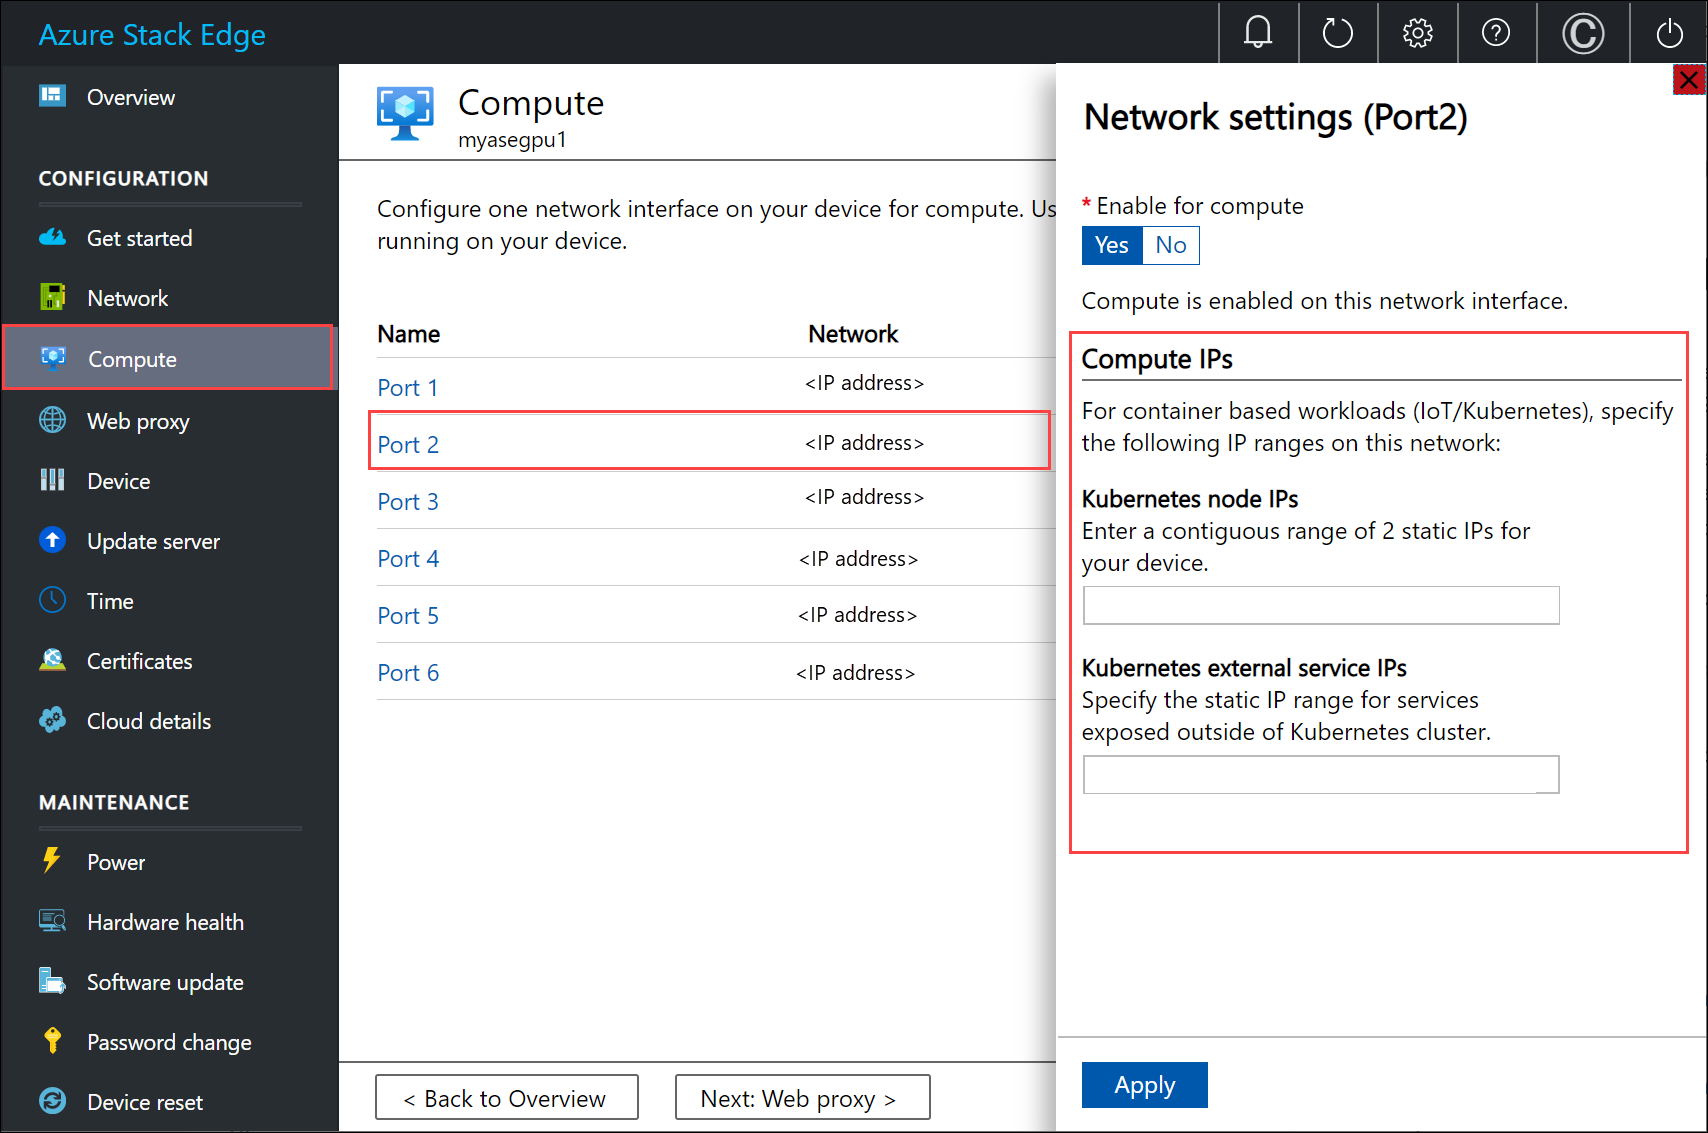 Azure Stack Edge
Overview
CONFIGURATION
Get started
Network
Compute
Web proxy
Device
Update server
Time
Certificates
Cloud details
MAINTENANCE
Power
Hardware health
Software update
Password change
Device reset
Compute
myasegpu1
Configure one network interface on your device for compute. Us
running on your device.
Name Network
Port 1 <IP address>
Port 2 <IP address>
Port 3 <IP address>
Port 4 <IP address>
Port 5 <IP address>
Port 6 <IP address>
< Back to Overview Next: Web proxy >
Network settings (Port2)
* Enable for compute
Yes No
Compute is enabled on this network interface.
Compute IPs
For container based workloads (IoT/Kubernetes), specify
the following IP ranges on this network:
Kubernetes node IPs
Enter a contiguous range of 2 static IPs for
your device.
Kubernetes external service IPs
Specify the static IP range for services
exposed outside of Kubernetes cluster.
Apply